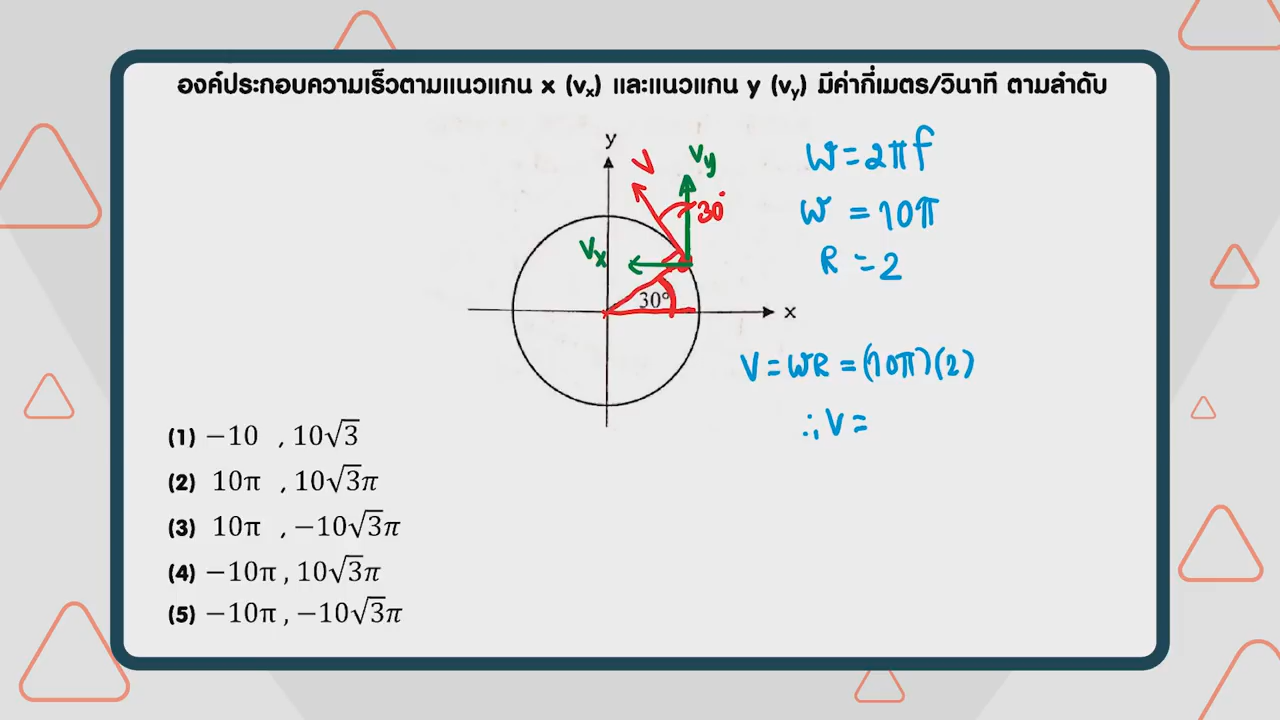 องค์ประกอบความเร็วตามแนวแกน x (vₓ) และแนวแกน y (vᵧ) มีค่ากี่เมตร/วินาที ตามลำดับ
y
V
Vy
30°
Vx
30°
x
W = 2πf
W = 10π
R = 2
V = WR = (10π)(2)
∴ V =
(1) −10 , 10√3
(2) 10π , 10√3π
(3) 10π , −10√3π
(4) −10π , 10√3π
(5) −10π , −10√3π